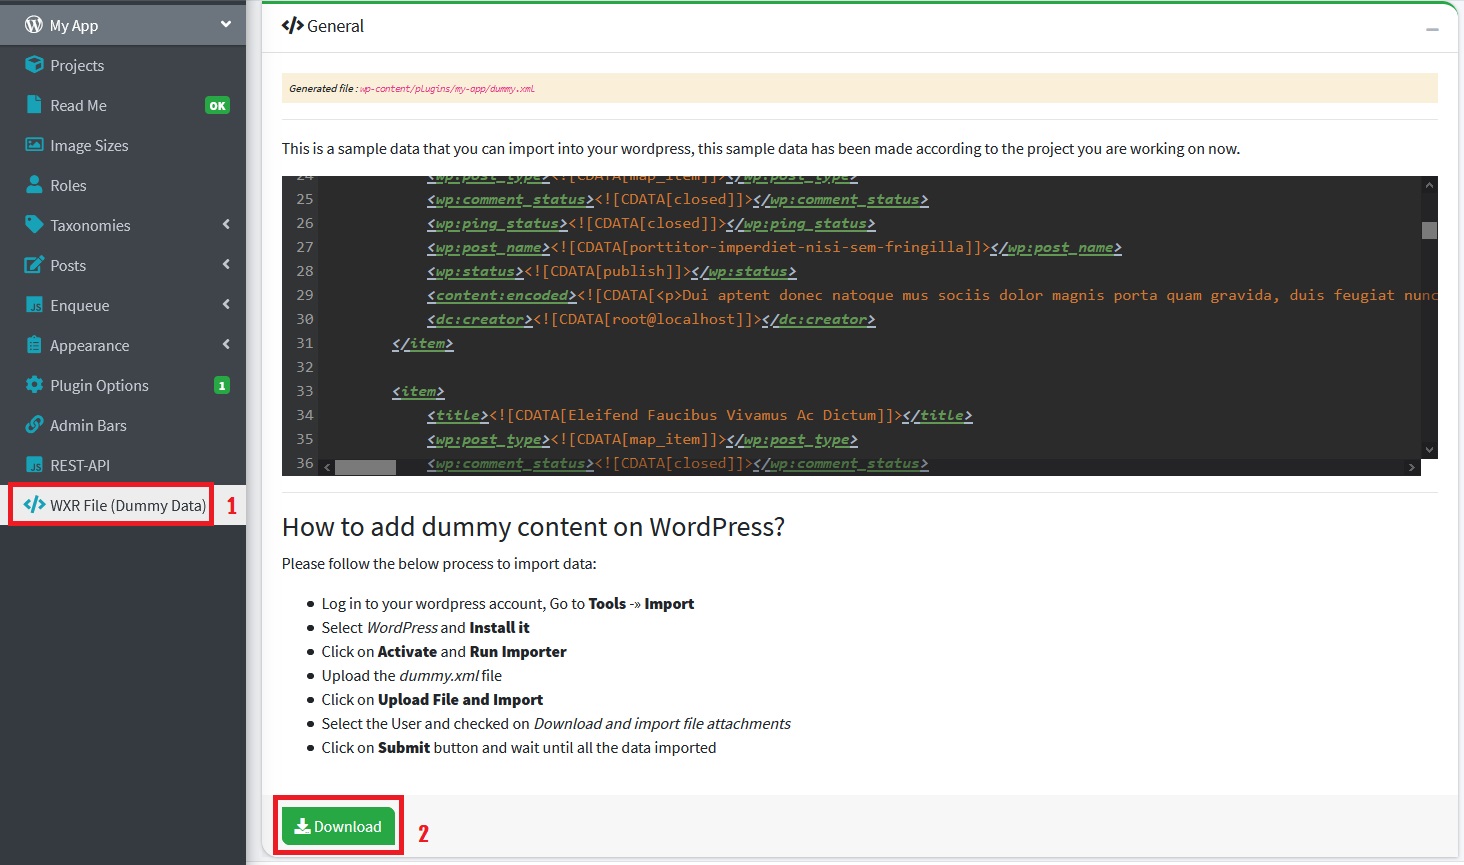 My App
Projects
Read Me OK
Image Sizes
Roles
Taxonomies
Posts
Enqueue
Appearance
Plugin Options 1
Admin Bars
REST-API
WXR File (Dummy Data) 1
</> General
Generated file : wp-content/plugins/my-app/dummy.xml
This is a sample data that you can import into your wordpress, this sample data has been made according to the project you are working on now.
24 <wp:post_type><![CDATA[map_item]]></wp:post_type>
25 <wp:comment_status><![CDATA[closed]]></wp:comment_status>
26 <wp:ping_status><![CDATA[closed]]></wp:ping_status>
27 <wp:post_name><![CDATA[porttitor-imperdiet-nisi-sem-fringilla]]></wp:post_name>
28 <wp:status><![CDATA[publish]]></wp:status>
29 <content:encoded><![CDATA[<p>Dui aptent donec natoque mus sociis dolor magnis porta quam gravida, duis feugiat nunc
30 <dc:creator><![CDATA[root@localhost]]></dc:creator>
31 </item>
32
33 <item>
34 <title><![CDATA[Eleifend Faucibus Vivamus Ac Dictum]]></title>
35 <wp:post_type><![CDATA[map_item]]></wp:post_type>
36 <wp:comment_status><![CDATA[closed]]></wp:comment_status>
How to add dummy content on WordPress?
Please follow the below process to import data:
• Log in to your wordpress account, Go to Tools -» Import
• Select WordPress and Install it
• Click on Activate and Run Importer
• Upload the dummy.xml file
• Click on Upload File and Import
• Select the User and checked on Download and import file attachments
• Click on Submit button and wait until all the data imported
Download 2